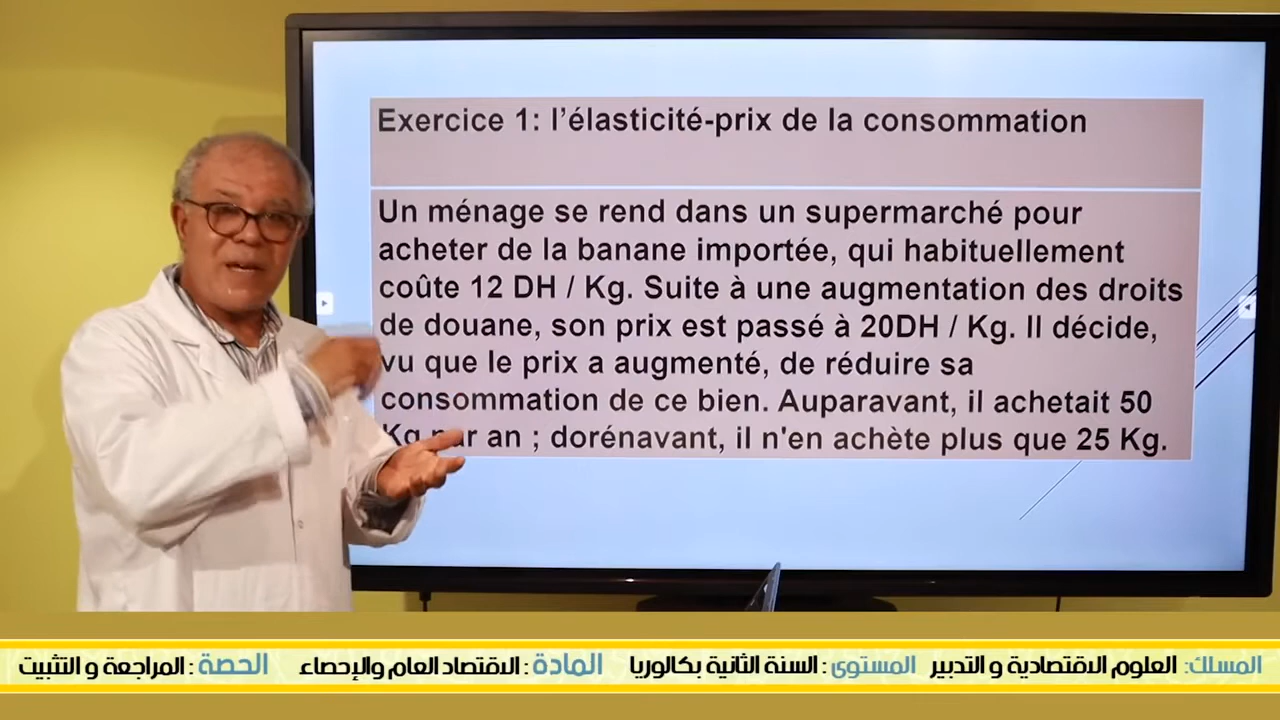 Exercice 1: l'élasticité-prix de la consommation
Un ménage se rend dans un supermarché pour
acheter de la banane importée, qui habituellement
coûte 12 DH / Kg. Suite à une augmentation des droits
de douane, son prix est passé à 20DH / Kg. Il décide,
vu que le prix a augmenté, de réduire sa
consommation de ce bien. Auparavant, il achetait 50
Kg par an ; dorénavant, il n'en achète plus que 25 Kg.
المسلك: العلوم الاقتصادية و التدبير المستوى : السنة الثانية بكالوريا المادة : الاقتصاد العام والإحصاء الحصة : المراجعة و التثبيت